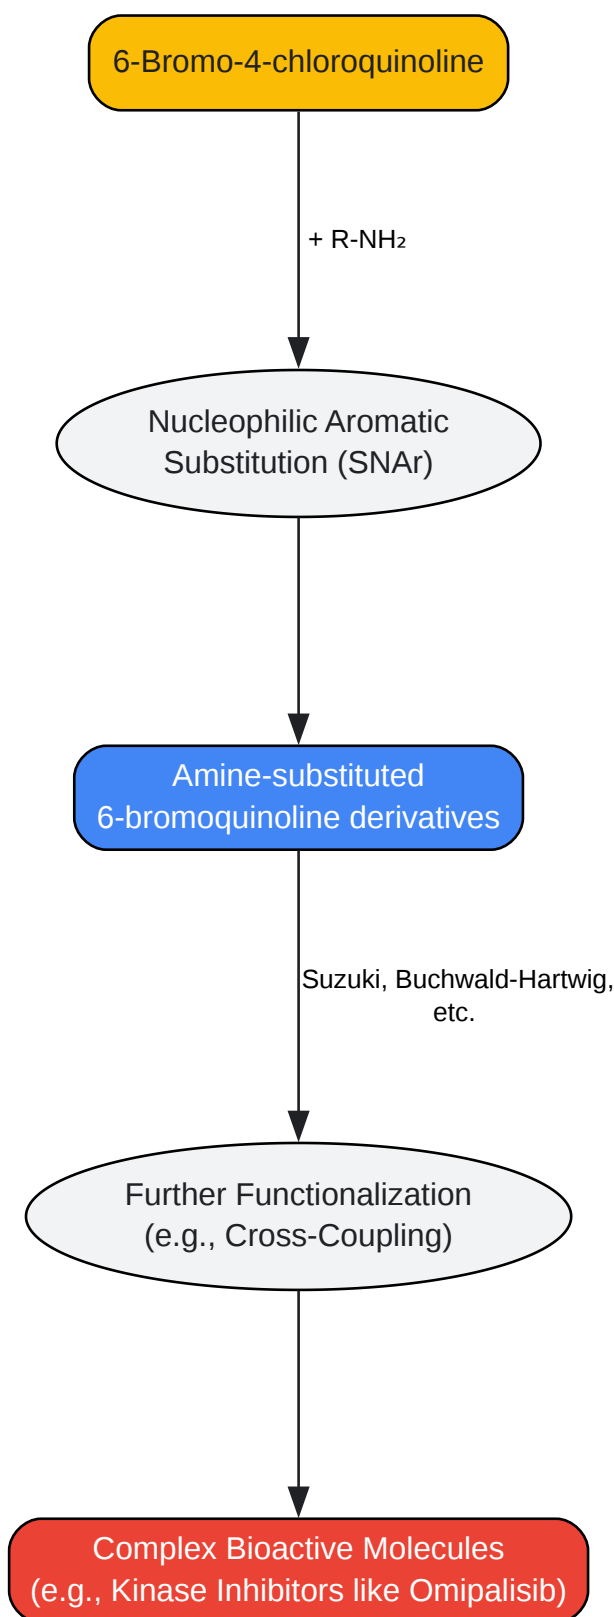 6-Bromo-4-chloroquinoline
+ R-NH₂
Nucleophilic Aromatic
Substitution (SNAr)
Amine-substituted
6-bromoquinoline derivatives
Suzuki, Buchwald-Hartwig,
etc.
Further Functionalization
(e.g., Cross-Coupling)
Complex Bioactive Molecules
(e.g., Kinase Inhibitors like Omipalisib)